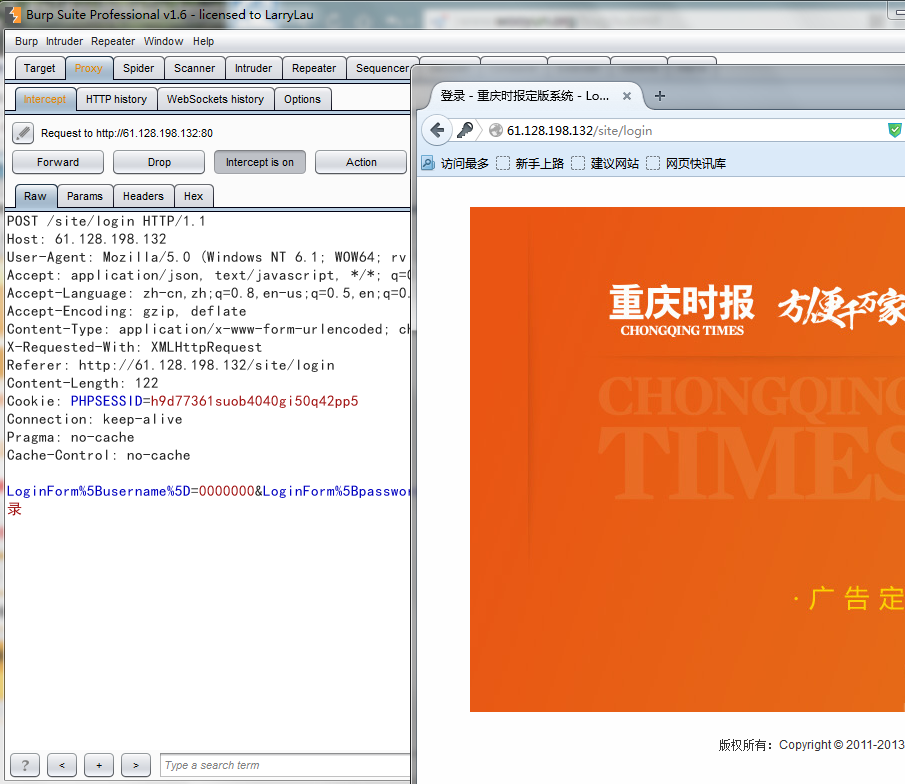 Burp Suite Professional v1.6 - licensed to LarryLau
Burp Intruder Repeater Window Help
Target Proxy Spider Scanner Intruder Repeater Sequencer
Intercept HTTP history WebSockets history Options
Request to http://61.128.198.132:80
Forward Drop Intercept is on Action
Raw Params Headers Hex
POST /site/login HTTP/1.1
Host: 61.128.198.132
User-Agent: Mozilla/5.0 (Windows NT 6.1; WOW64; rv
Accept: application/json, text/javascript, */*; q=0
Accept-Language: zh-cn,zh;q=0.8,en-us;q=0.5,en;q=0.
Accept-Encoding: gzip, deflate
Content-Type: application/x-www-form-urlencoded; ch
X-Requested-With: XMLHttpRequest
Referer: http://61.128.198.132/site/login
Content-Length: 122
Cookie: PHPSESSID=h9d77361suob4040gi50q42pp5
Connection: keep-alive
Pragma: no-cache
Cache-Control: no-cache
LoginForm%5Busername%5D=0000000&LoginForm%5Bpasswor
录
? < + > Type a search term
登录 - 重庆时报定版系统 - Lo...
61.128.198.132/site/login
访问最多 新手上路 建议网站 网页快讯库
重庆时报 方便千万家
CHONGQING TIMES
CHONGQING
TIMES
·广告定
版权所有：Copyright © 2011-2013